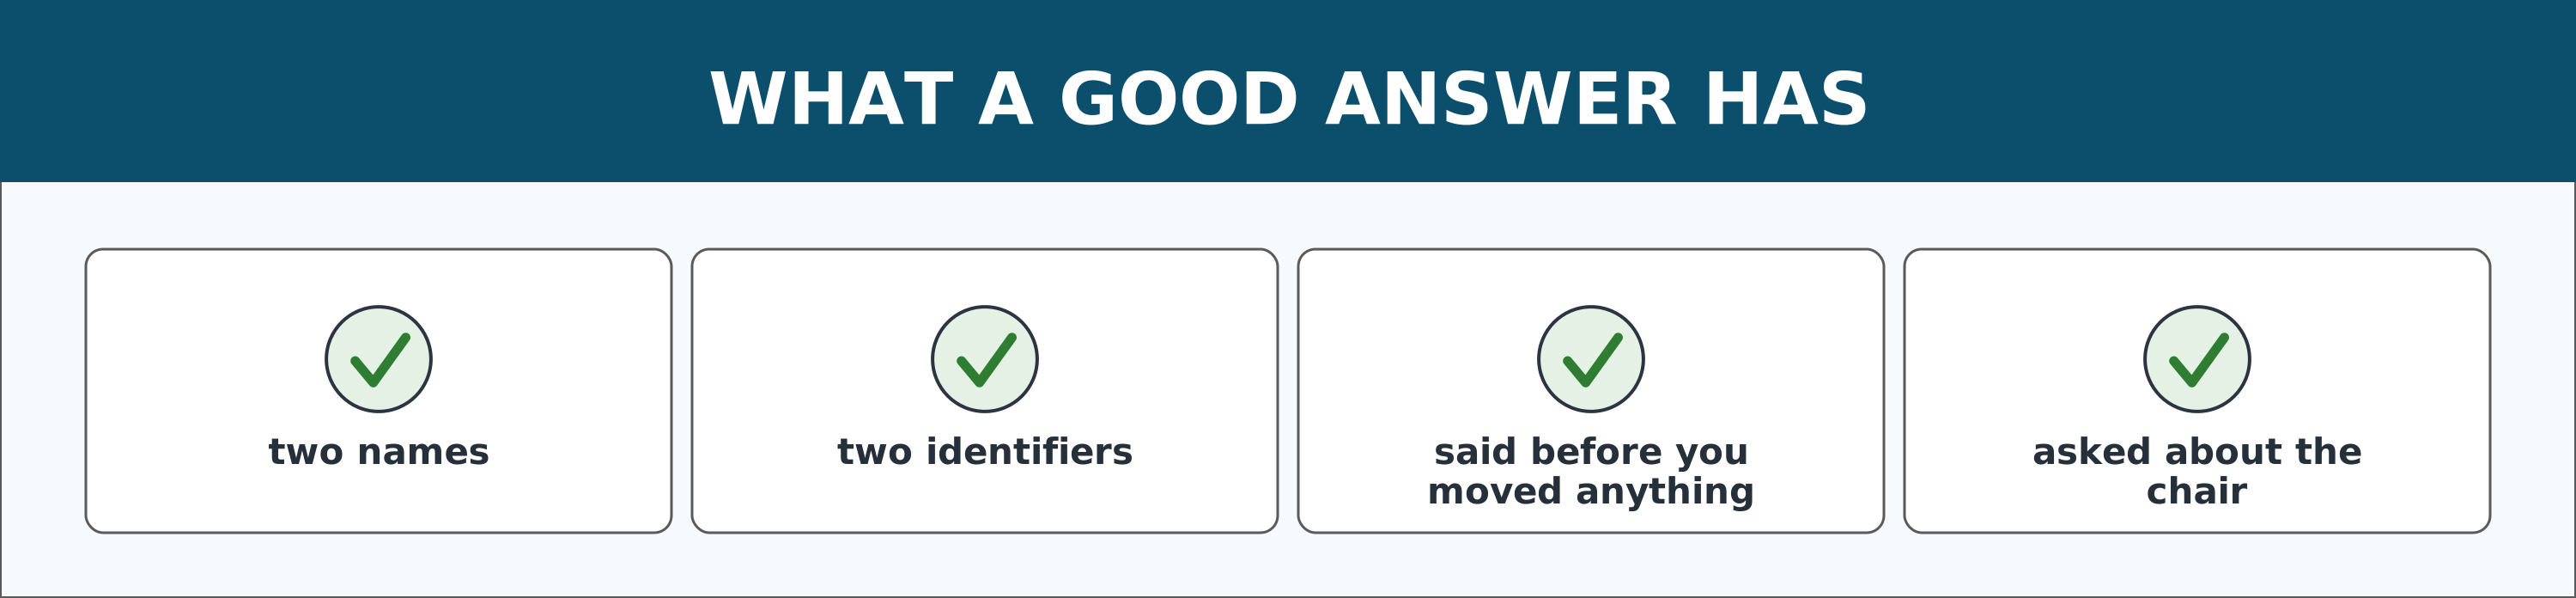 WHAT A GOOD ANSWER HAS
two names
two identifiers
said before you
moved anything
asked about the
chair